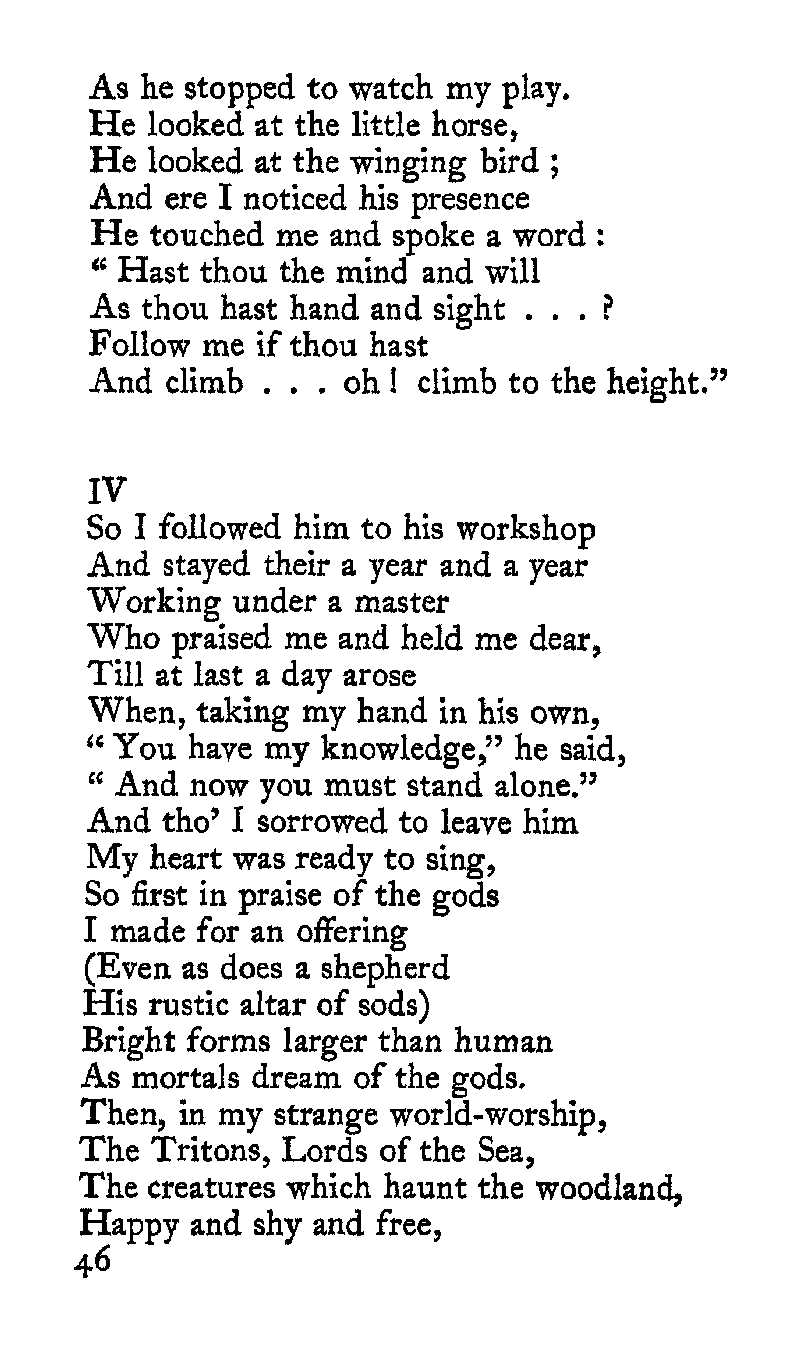 As he stopped to watch my play.
He looked at the little horse,
He looked at the winging bird ;
And ere I noticed his presence
He touched me and spoke a word :
“ Hast thou the mind and will
As thou hast hand and sight . . . ?
Follow me if thou hast
And climb . . . oh ! climb to the height.”
IV
So I followed him to his workshop
And stayed their a year and a year
Working under a master
Who praised me and held me dear,
Till at last a day arose
When, taking my hand in his own,
“ You have my knowledge,” he said,
“ And now you must stand alone.”
And tho’ I sorrowed to leave him
My heart was ready to sing,
So first in praise of the gods
I made for an offering
(Even as does a shepherd
His rustic altar of sods)
Bright forms larger than human
As mortals dream of the gods.
Then, in my strange world-worship,
The Tritons, Lords of the Sea,
The creatures which haunt the woodland,
Happy and shy and free,
46